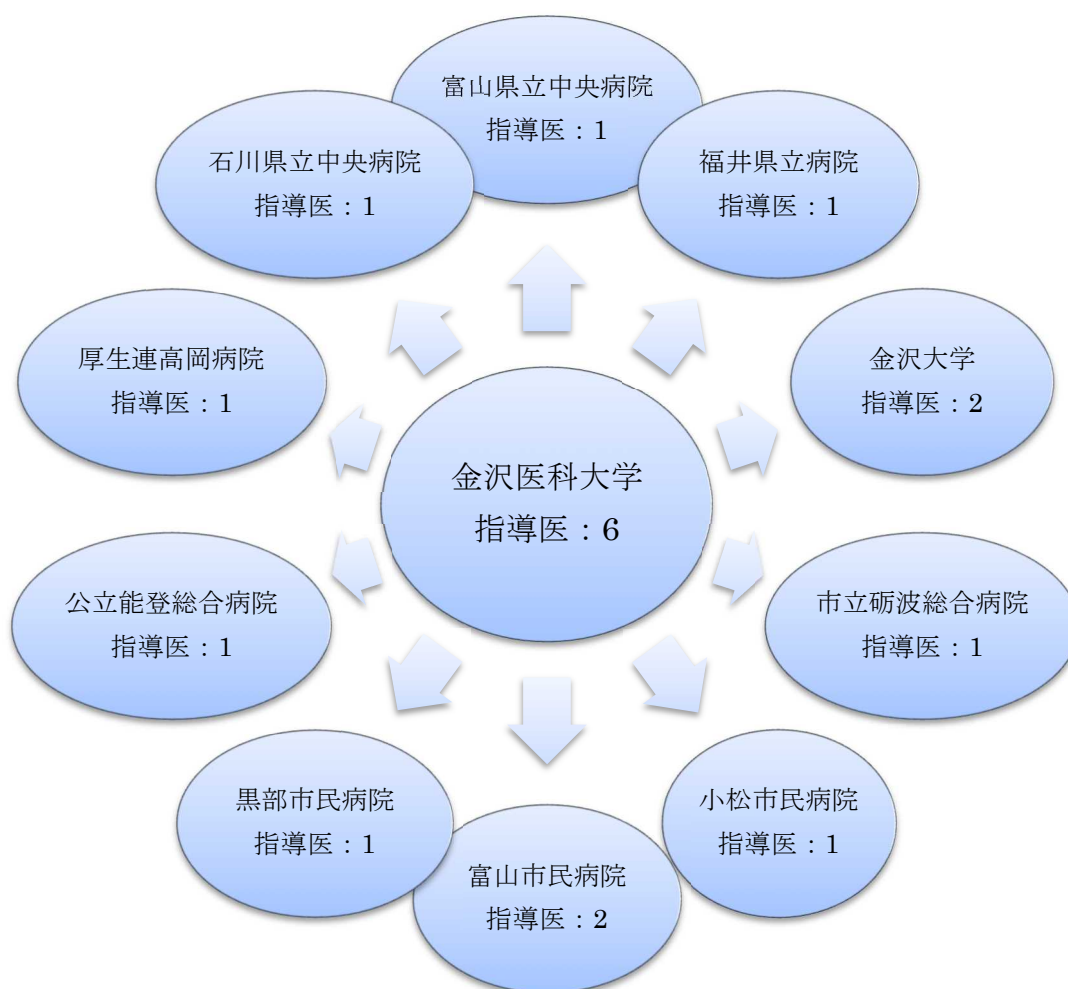 富山県立中央病院
指導医：1
石川県立中央病院
指導医：1
福井県立病院
指導医：1
厚生連高岡病院
指導医：1
金沢大学
指導医：2
金沢医科大学
指導医：6
公立能登総合病院
指導医：1
市立砺波総合病院
指導医：1
黒部市民病院
指導医：1
小松市民病院
指導医：1
富山市民病院
指導医：2